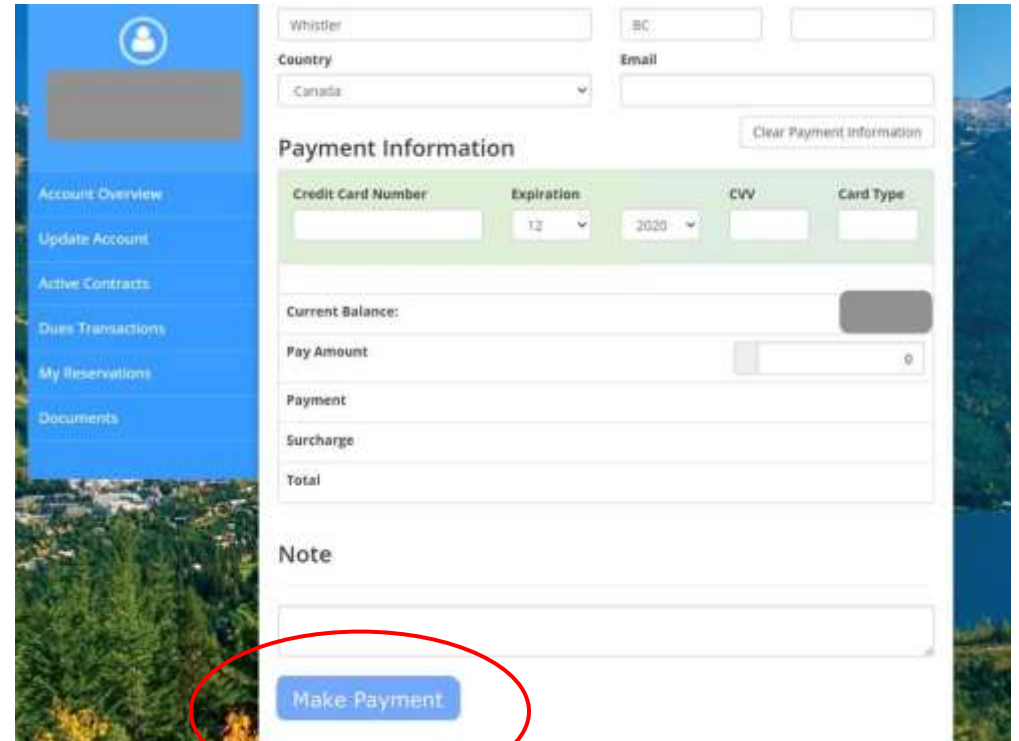 Whistler BC
Country Email
Canada
Clear Payment Information
Payment Information
Account Overview
Update Account
Active Contracts
Dues Transactions
My Reservations
Documents
Credit Card Number Expiration CVV Card Type
12 2020
Current Balance:
Pay Amount 0
Payment
Surcharge
Total
Note
Make Payment